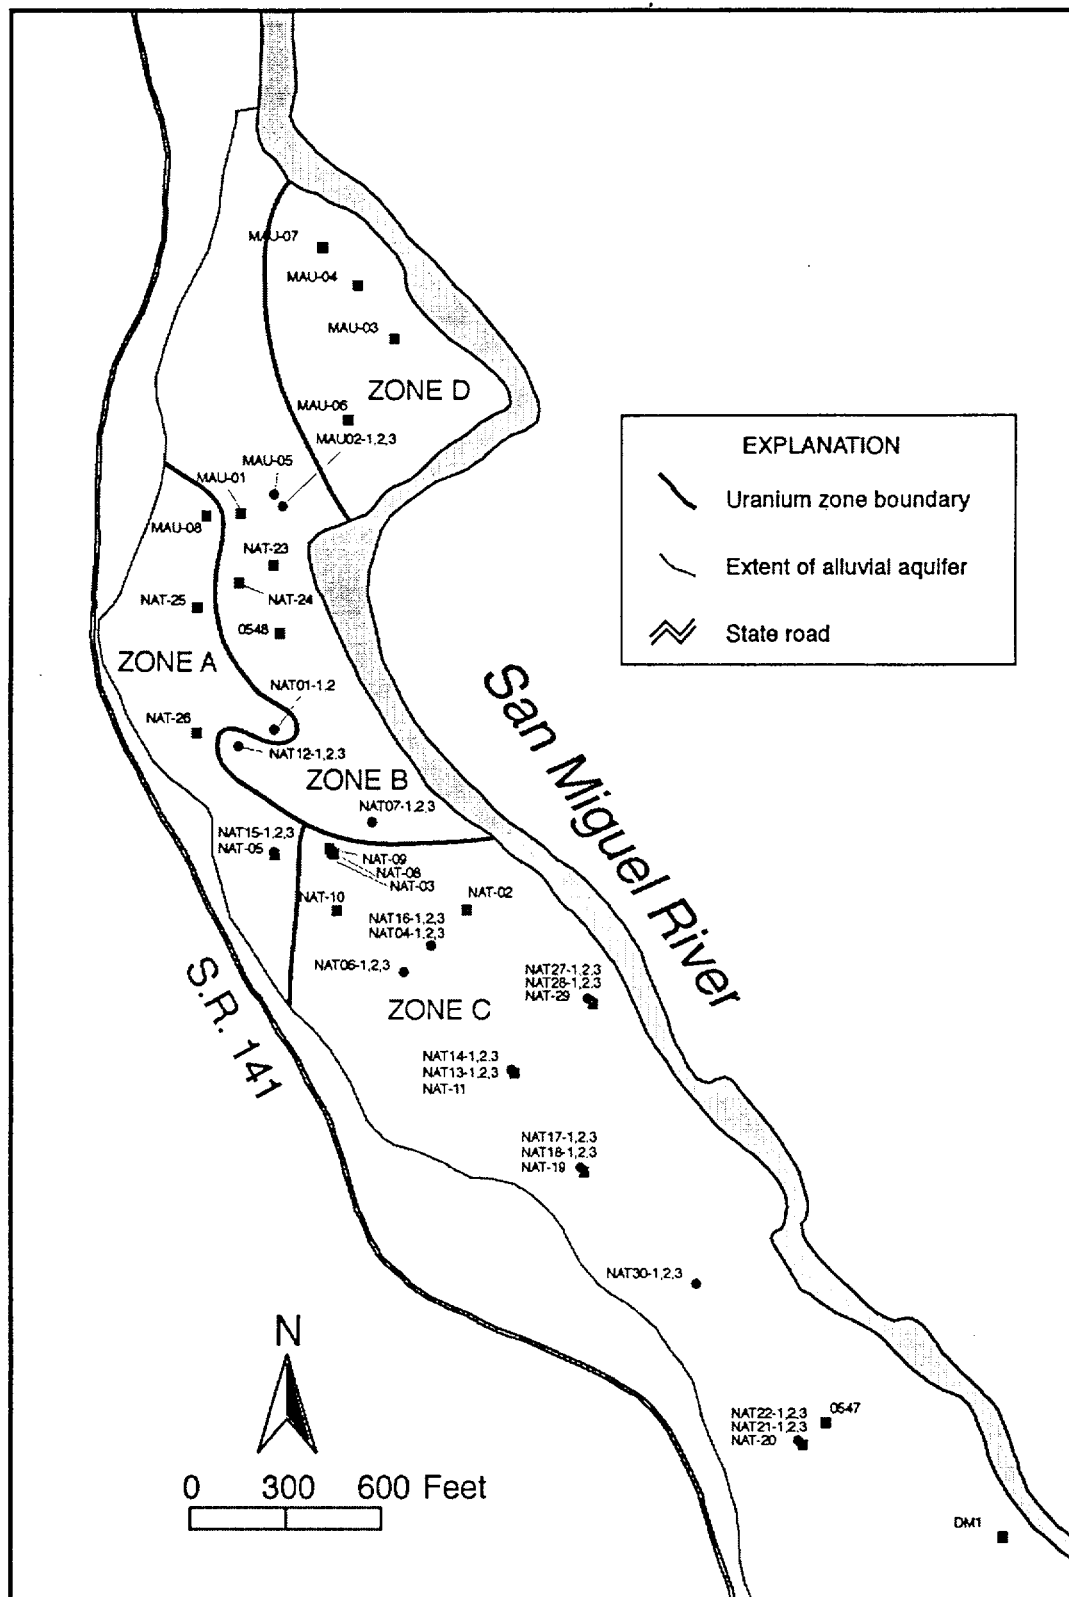 MAU-07
MAU-04
MAU-03
ZONE D
MAU-06
MAU02-1,2,3
MAU-05
MAU-01
MAU-08
NAT-23
NAT-24
NAT-25
0548
ZONE A
NAT01-1,2
NAT-26
NAT12-1,2,3
ZONE B
NAT07-1,2,3
NAT15-1,2,3
NAT-05
NAT-09
NAT-08
NAT-03
NAT-10
NAT-02
NAT16-1,2,3
NAT04-1,2,3
NAT06-1,2,3
NAT27-1,2,3
NAT28-1,2,3
NAT-29
ZONE C
NAT14-1,2,3
NAT13-1,2,3
NAT-11
NAT17-1,2,3
NAT18-1,2,3
NAT-19
NAT30-1,2,3
NAT22-1,2,3
NAT21-1,2,3
NAT-20
0547
DM1
San Miguel River
S.R. 141
EXPLANATION
Uranium zone boundary
Extent of alluvial aquifer
State road
N
0 300 600 Feet